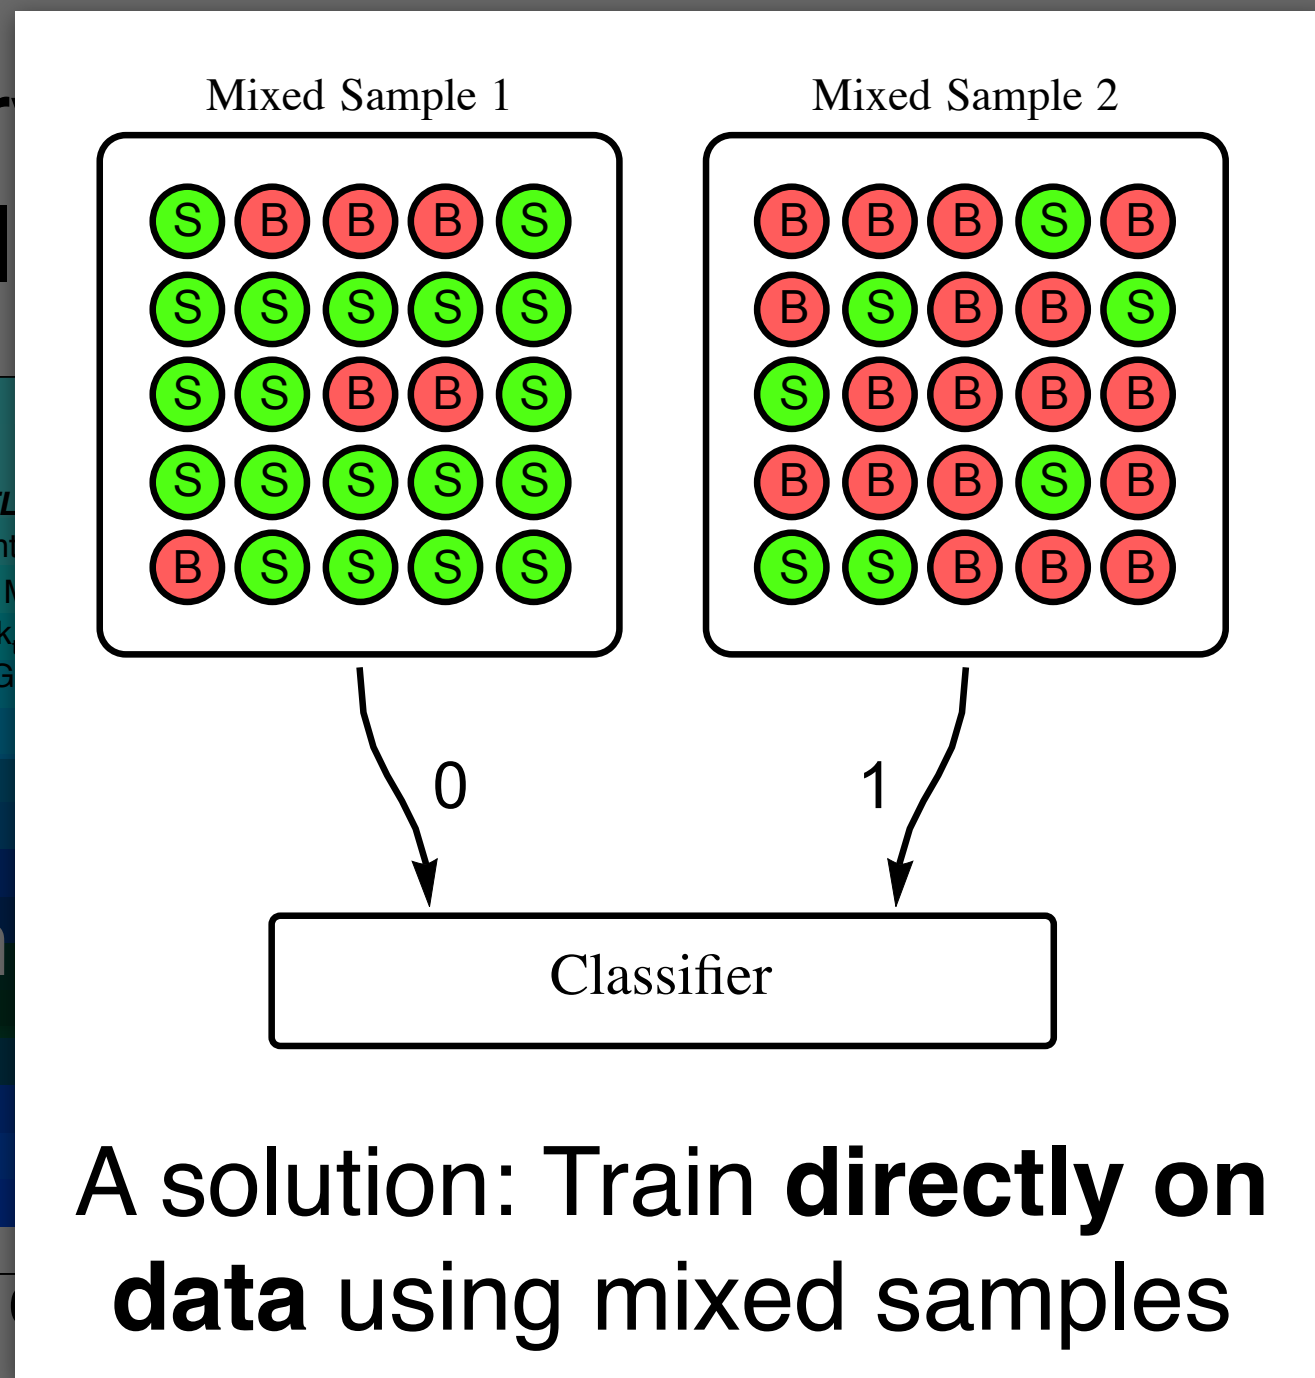 Mixed Sample 1
Mixed Sample 2
S B B B S
S S S S S
S S B B S
S S S S S
B S S S S
B B B S B
B S B B S
S B B B B
B B B S B
S S B B B
0
1
Classifier
A solution: Train directly on
data using mixed samples